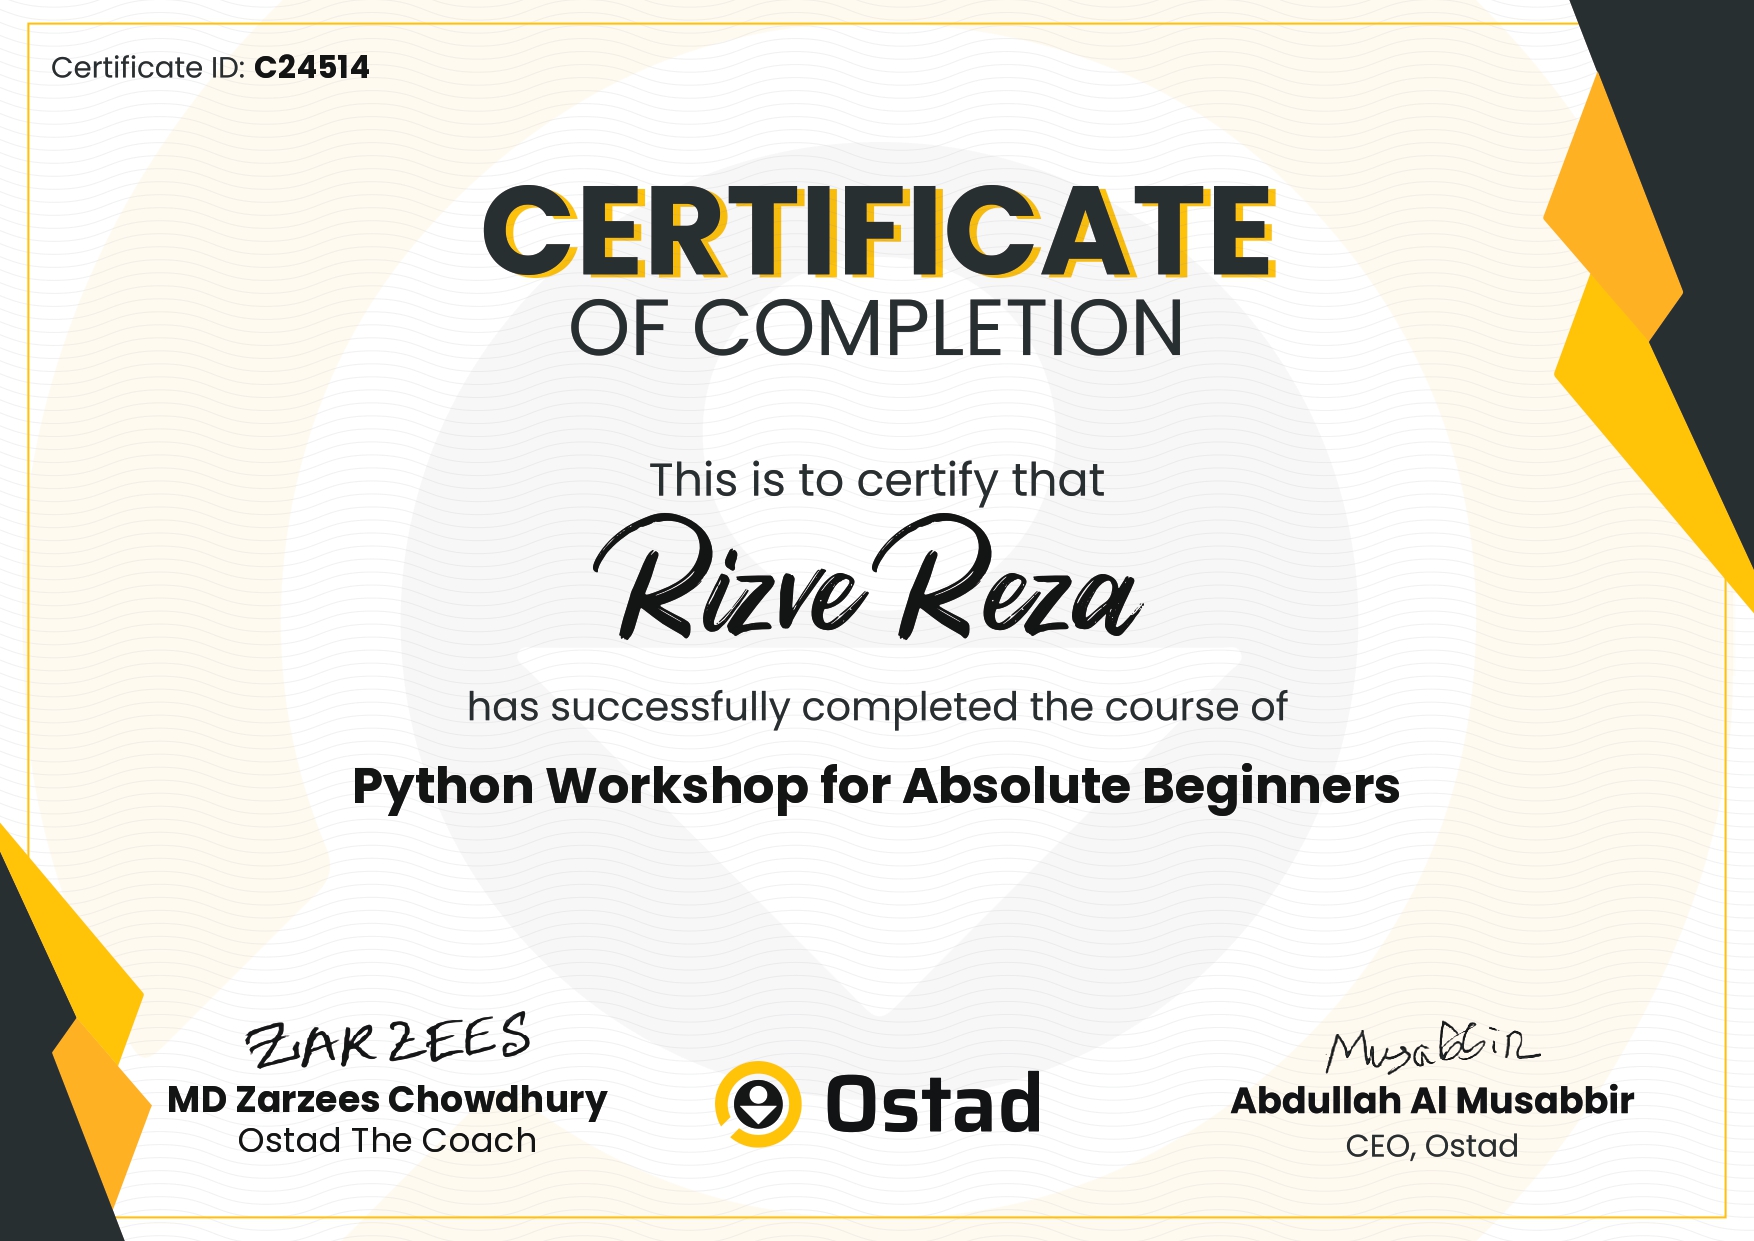 Certificate ID: C24514
CERTIFICATE
OF COMPLETION
This is to certify that
Rizve Reza
has successfully completed the course of
Python Workshop for Absolute Beginners
ZARZEES
MD Zarzees Chowdhury
Ostad The Coach
Ostad
Musabbir
Abdullah Al Musabbir
CEO, Ostad